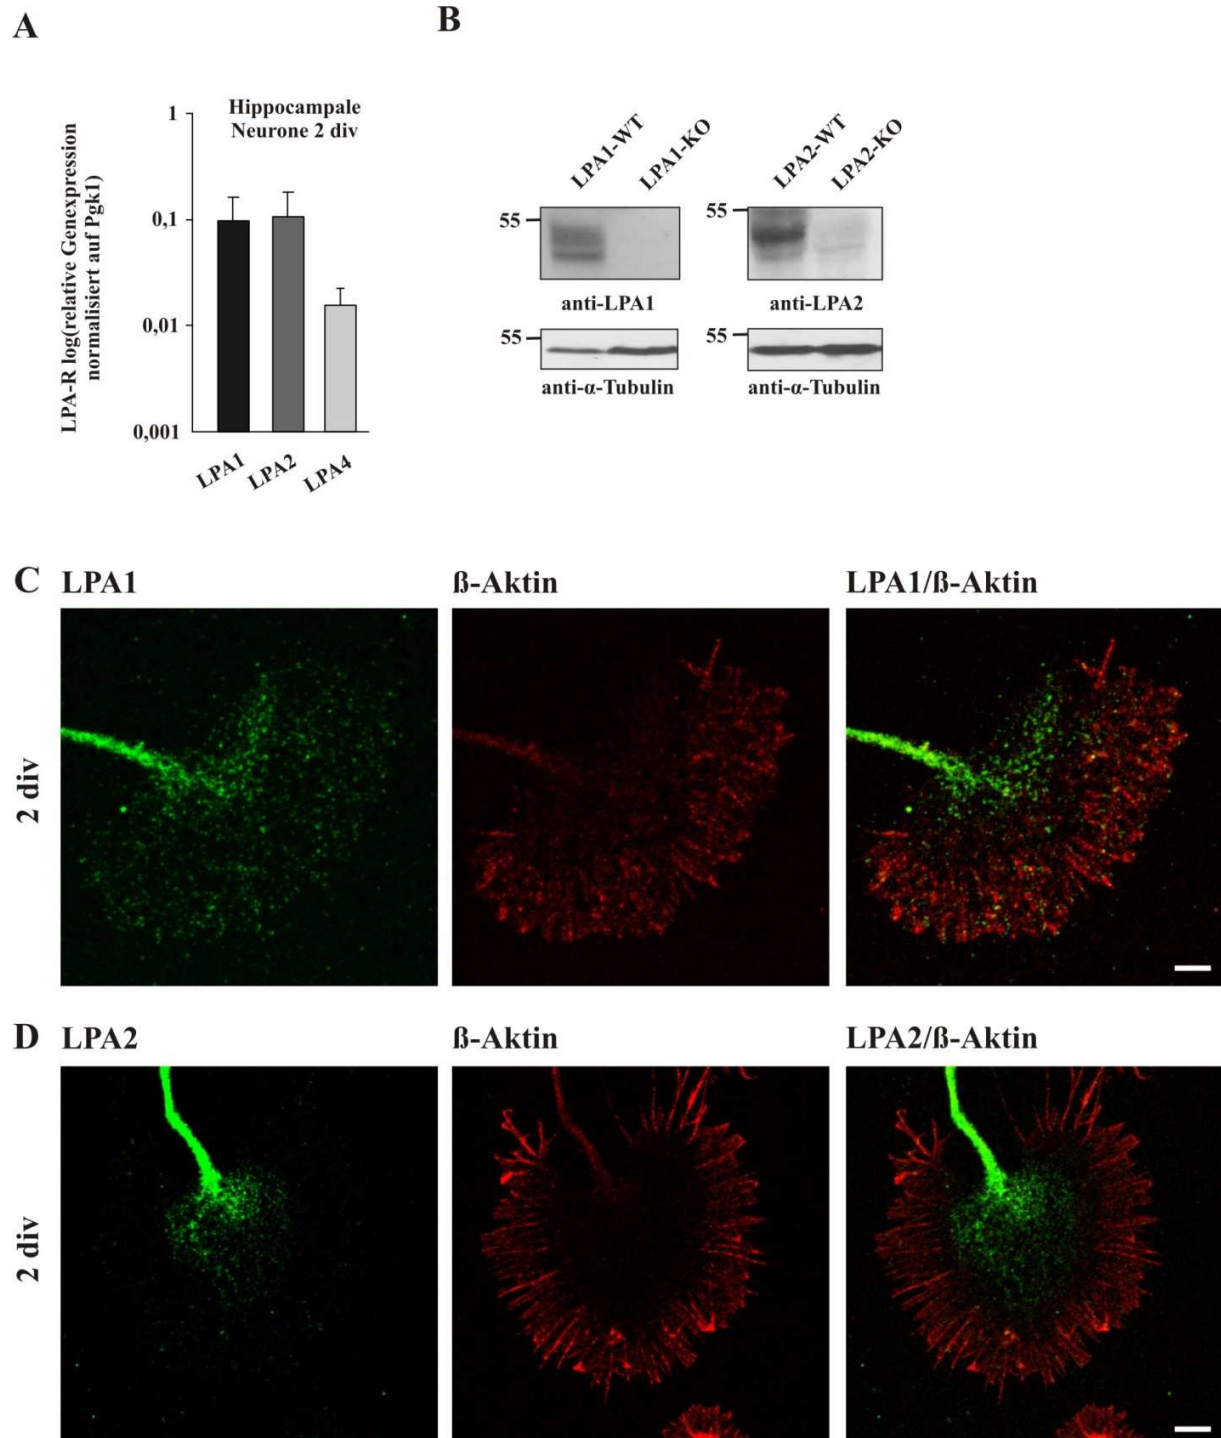 A
B
Hippocampale
Neurone 2 div
LPA-R log(relative Genexpression
normalisiert auf Pgk1)
1
0,1
0,01
0,001
LPA1
LPA2
LPA4
LPA1-WT
LPA1-KO
LPA2-WT
LPA2-KO
55
55
anti-LPA1
anti-LPA2
55
55
anti-α-Tubulin
anti-α-Tubulin
C LPA1
ß-Aktin
LPA1/ß-Aktin
2 div
D LPA2
ß-Aktin
LPA2/ß-Aktin
2 div